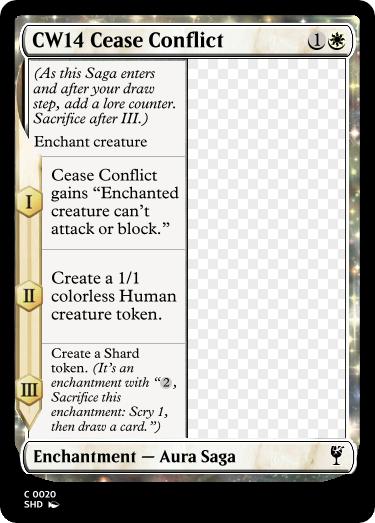 CW14 Cease Conflict 1
(As this Saga enters
and after your draw
step, add a lore counter.
Sacrifice after III.)
Enchant creature
I
Cease Conflict
gains “Enchanted
creature can’t
attack or block.”
II
Create a 1/1
colorless Human
creature token.
III
Create a Shard
token. (It’s an
enchantment with “2,
Sacrifice this
enchantment: Scry 1,
then draw a card.”)
Enchantment — Aura Saga
C 0020
SHD